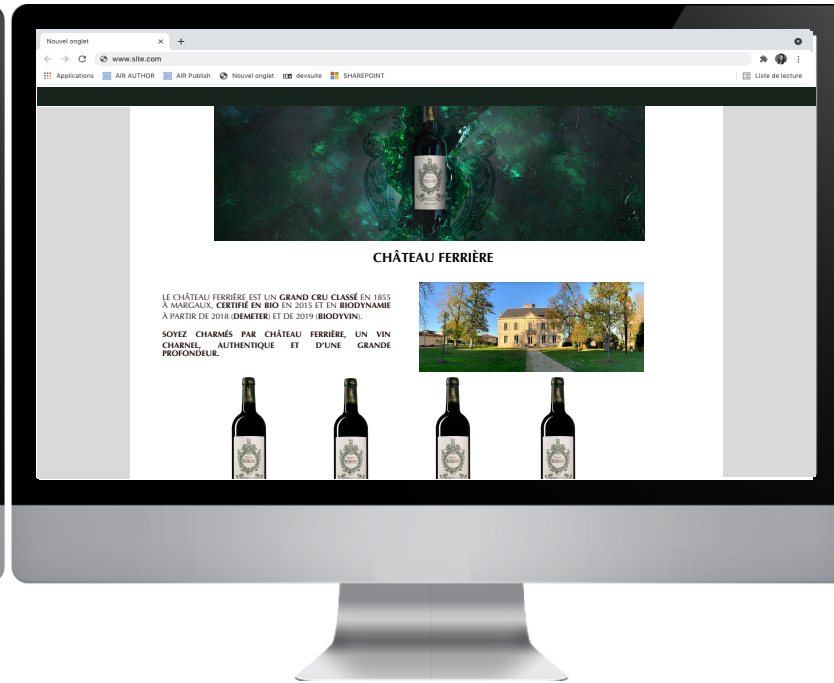 Nouvel onglet
www.site.com
Applications AIR AUTHOR AIR Publish Nouvel onglet devsuite SHAREPOINT Liste de lecture
CHÂTEAU FERRIÈRE
LE CHÂTEAU FERRIÈRE EST UN GRAND CRU CLASSÉ EN 1855
À MARGAUX, CERTIFIÉ EN BIO EN 2015 ET EN BIODYNAMIE
À PARTIR DE 2018 (DEMETER) ET DE 2019 (BIODYVIN).
SOYEZ CHARMÉS PAR CHÂTEAU FERRIÈRE, UN VIN
CHARNEL, AUTHENTIQUE ET D'UNE GRANDE
PROFONDEUR.